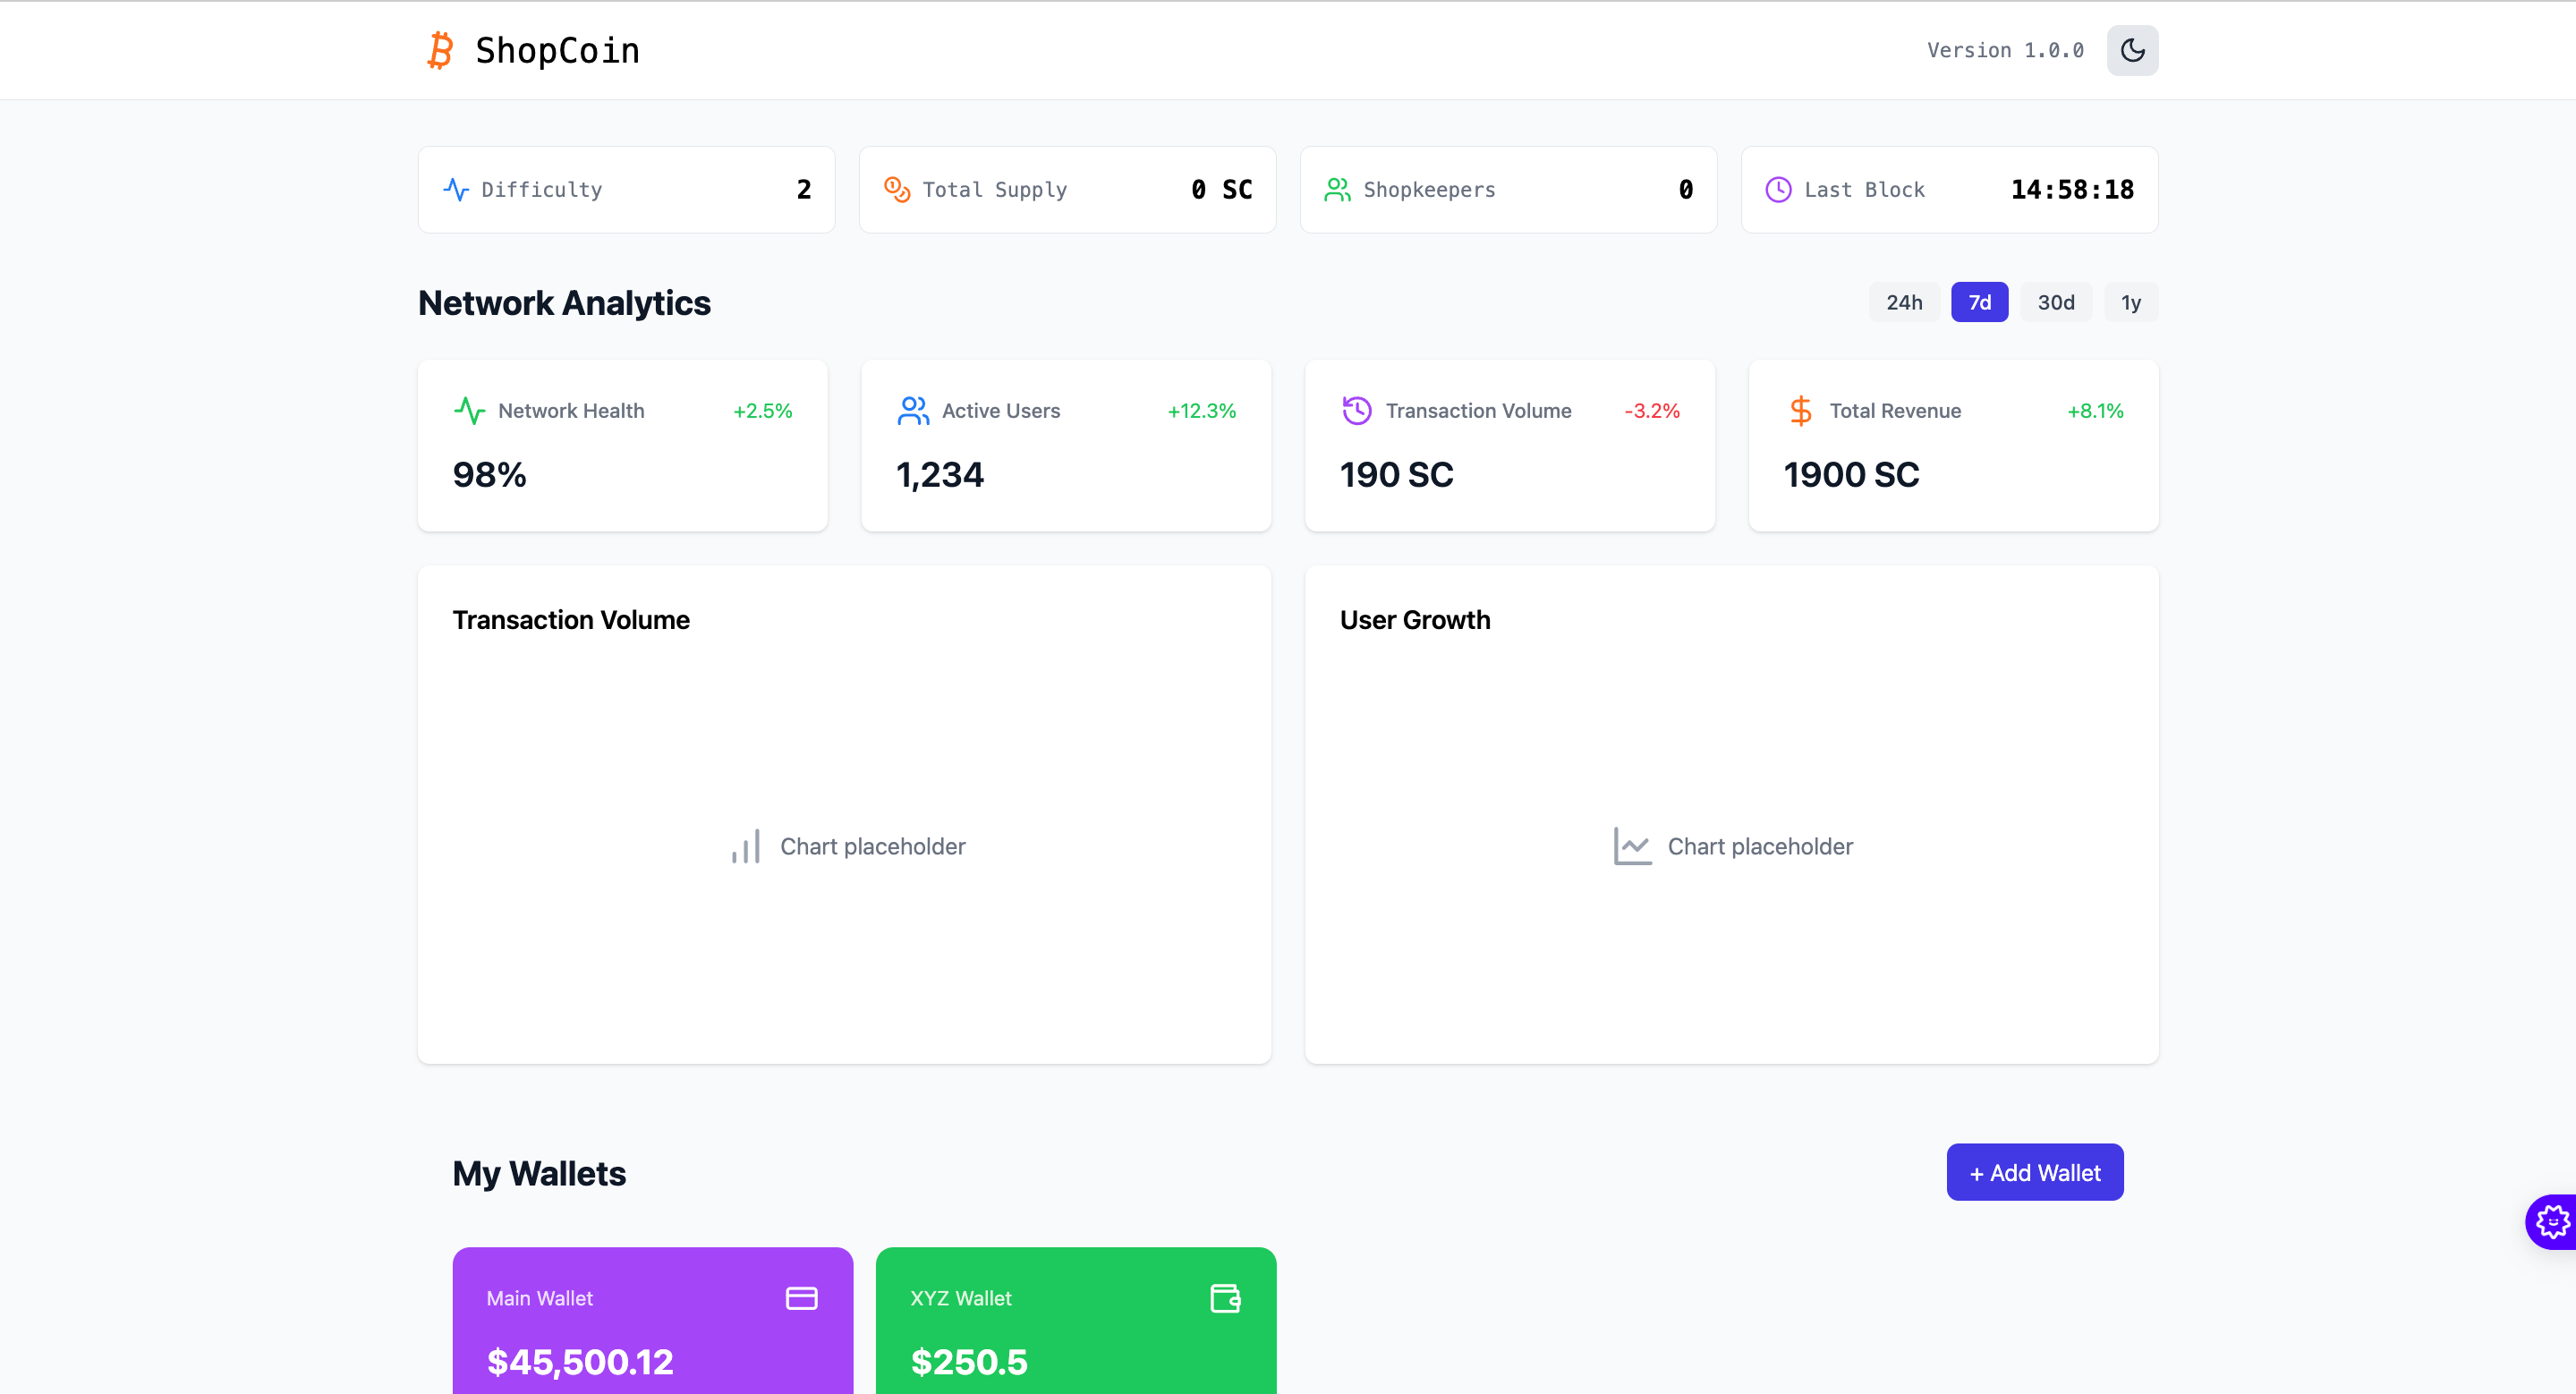 ShopCoin
Version 1.0.0
Difficulty 2
Total Supply 0 SC
Shopkeepers 0
Last Block 14:58:18
Network Analytics
24h 7d 30d 1y
Network Health +2.5%
98%
Active Users +12.3%
1,234
Transaction Volume -3.2%
190 SC
Total Revenue +8.1%
1900 SC
Transaction Volume
Chart placeholder
User Growth
Chart placeholder
My Wallets
+ Add Wallet
Main Wallet
$45,500.12
XYZ Wallet
$250.5